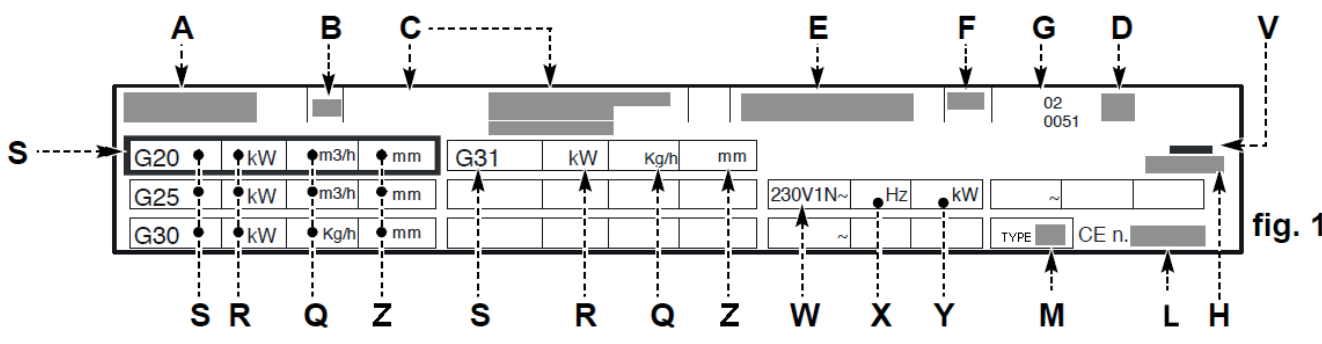 A B C E F G D V
02
0051
S G20 kW m3/h mm G31 kW Kg/h mm
G25 kW m3/h mm 230V1N~ Hz kW ~
G30 kW Kg/h mm ~ TYPE CE n. fig. 1
S R Q Z S R Q Z W X Y M L H